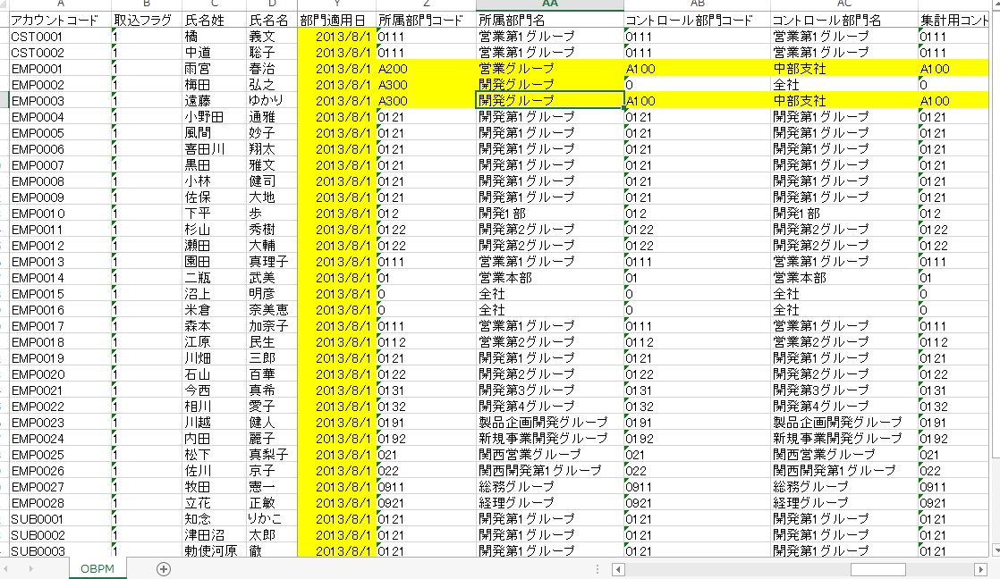 A B C D Y Z AA AB AC
アカウントコード 取込フラグ 氏名姓 氏名名 部門適用日 所属部門コード 所属部門名 コントロール部門コード コントロール部門名 集計用コント
CST0001 1 橘 義文 2013/8/1 0111 営業第1グループ 0111 営業第1グループ 0111
CST0002 1 中道 聡子 2013/8/1 0111 営業第1グループ 0111 営業第1グループ 0111
EMP0001 1 雨宮 春治 2013/8/1 A200 営業グループ A100 中部支社 A100
EMP0002 1 梅田 弘之 2013/8/1 A300 開発グループ 0 全社 0
EMP0003 1 遠藤 ゆかり 2013/8/1 A300 開発グループ A100 中部支社 A100
EMP0004 1 小野田 通雅 2013/8/1 0121 開発第1グループ 0121 開発第1グループ 0121
EMP0005 1 風間 妙子 2013/8/1 0121 開発第1グループ 0121 開発第1グループ 0121
EMP0006 1 喜田川 翔太 2013/8/1 0121 開発第1グループ 0121 開発第1グループ 0121
EMP0007 1 黒田 雅文 2013/8/1 0121 開発第1グループ 0121 開発第1グループ 0121
EMP0008 1 小林 健司 2013/8/1 0121 開発第1グループ 0121 開発第1グループ 0121
EMP0009 1 佐保 大地 2013/8/1 0121 開発第1グループ 0121 開発第1グループ 0121
EMP0010 1 下平 歩 2013/8/1 012 開発1部 012 開発1部 012
EMP0011 1 杉山 秀樹 2013/8/1 0122 開発第2グループ 0122 開発第2グループ 0122
EMP0012 1 瀬田 大輔 2013/8/1 0122 開発第2グループ 0122 開発第2グループ 0122
EMP0013 1 園田 真理子 2013/8/1 0111 営業第1グループ 0111 営業第1グループ 0111
EMP0014 1 二瓶 武美 2013/8/1 01 営業本部 01 営業本部 01
EMP0015 1 沼上 明彦 2013/8/1 0 全社 0 全社 0
EMP0016 1 米倉 奈美恵 2013/8/1 0 全社 0 全社 0
EMP0017 1 森本 加奈子 2013/8/1 0111 営業第1グループ 0111 営業第1グループ 0111
EMP0018 1 江原 民生 2013/8/1 0112 営業第2グループ 0112 営業第2グループ 0112
EMP0019 1 川畑 三郎 2013/8/1 0121 開発第1グループ 0121 開発第1グループ 0121
EMP0020 1 石山 百華 2013/8/1 0122 開発第2グループ 0122 開発第2グループ 0122
EMP0021 1 今西 真希 2013/8/1 0131 開発第3グループ 0131 開発第3グループ 0131
EMP0022 1 相川 愛子 2013/8/1 0132 開発第4グループ 0132 開発第4グループ 0132
EMP0023 1 川越 健人 2013/8/1 0191 製品企画開発グループ 0191 製品企画開発グループ 0191
EMP0024 1 内田 麗子 2013/8/1 0192 新規事業開発グループ 0192 新規事業開発グループ 0192
EMP0025 1 松下 真梨子 2013/8/1 021 関西営業グループ 021 関西営業グループ 021
EMP0026 1 佐川 京子 2013/8/1 022 関西開発第1グループ 022 関西開発第1グループ 022
EMP0027 1 牧田 憲一 2013/8/1 0911 総務グループ 0911 総務グループ 0911
EMP0028 1 立花 正敏 2013/8/1 0921 経理グループ 0921 経理グループ 0921
SUB0001 1 知念 りかこ 2013/8/1 0121 開発第1グループ 0121 開発第1グループ 0121
SUB0002 1 津田沼 太郎 2013/8/1 0121 開発第1グループ 0121 開発第1グループ 0121
SUB0003 1 勅使河原 徹 2013/8/1 0121 開発第1グループ 0121 開発第1グループ 0121
OBPM